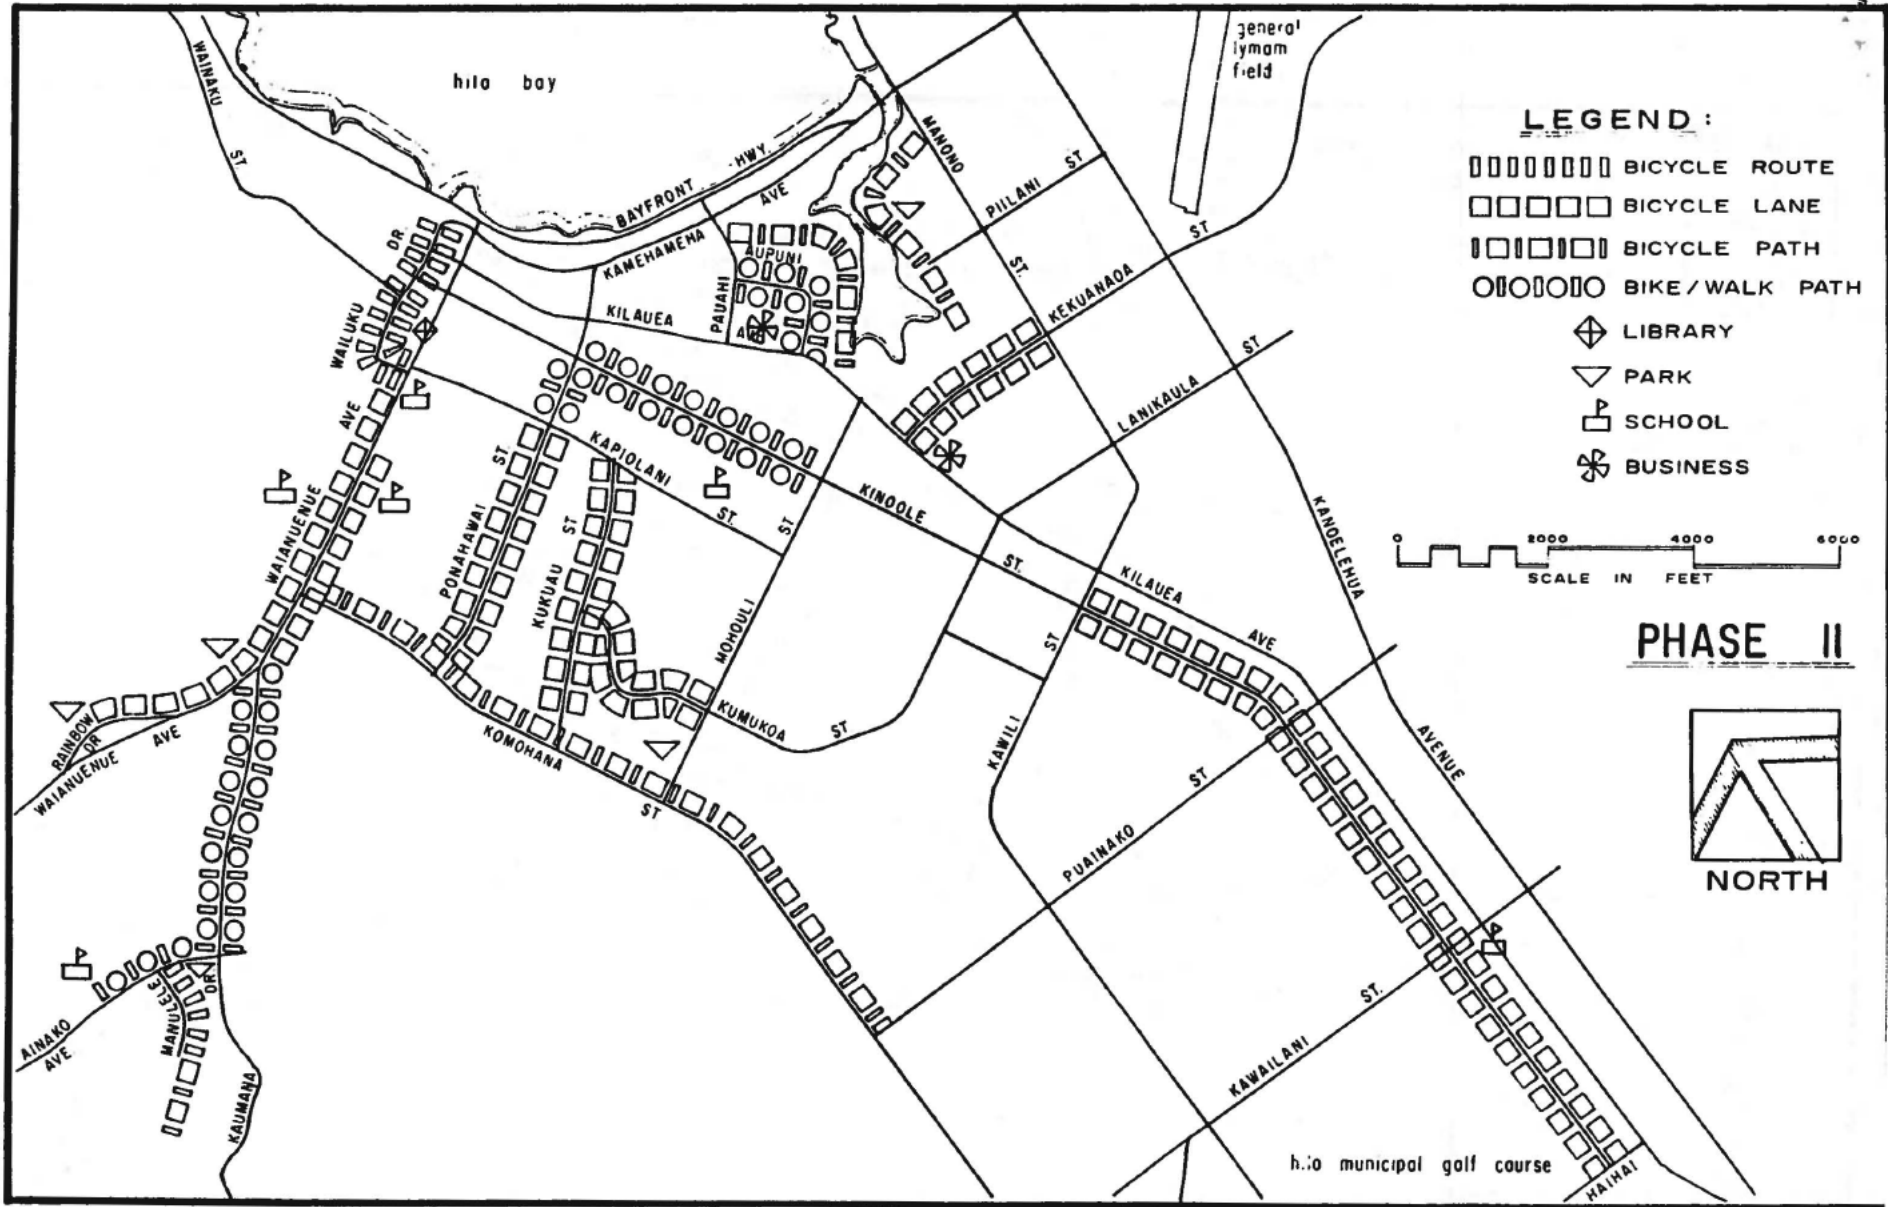 hilo bay
general
lymam
field
LEGEND :
BICYCLE ROUTE
BICYCLE LANE
BICYCLE PATH
BIKE/WALK PATH
LIBRARY
PARK
SCHOOL
BUSINESS
0 2000 4000 6000
SCALE IN FEET
PHASE II
NORTH
WAINAKU
ST
BAYFRONT HWY.
KAMEHAMEHA AVE
MANONO
ST.
PIILANI ST
KEKUANAOA ST
LANIKAULA ST
WAILUKU DR.
AUPUNI
PAUAHI
KILAUEA
AVE
KAPIOLANI
ST.
KINOOLE
ST.
PONAHAWAI ST
KUKUAU ST
MOHOULI ST
WAIANUENUE AVE
KILAUEA AVE
KANOELEHUA
AVENUE
KAWILI ST
KUMUKOA ST
KOMOHANA
ST
RAINBOW
DR
WAIANUENUE AVE
PUAINAKO ST
KAWAILANI ST.
AINAKO
AVE
MANULELE
DR
KAUMANA
hilo municipal golf course
HAIHAI